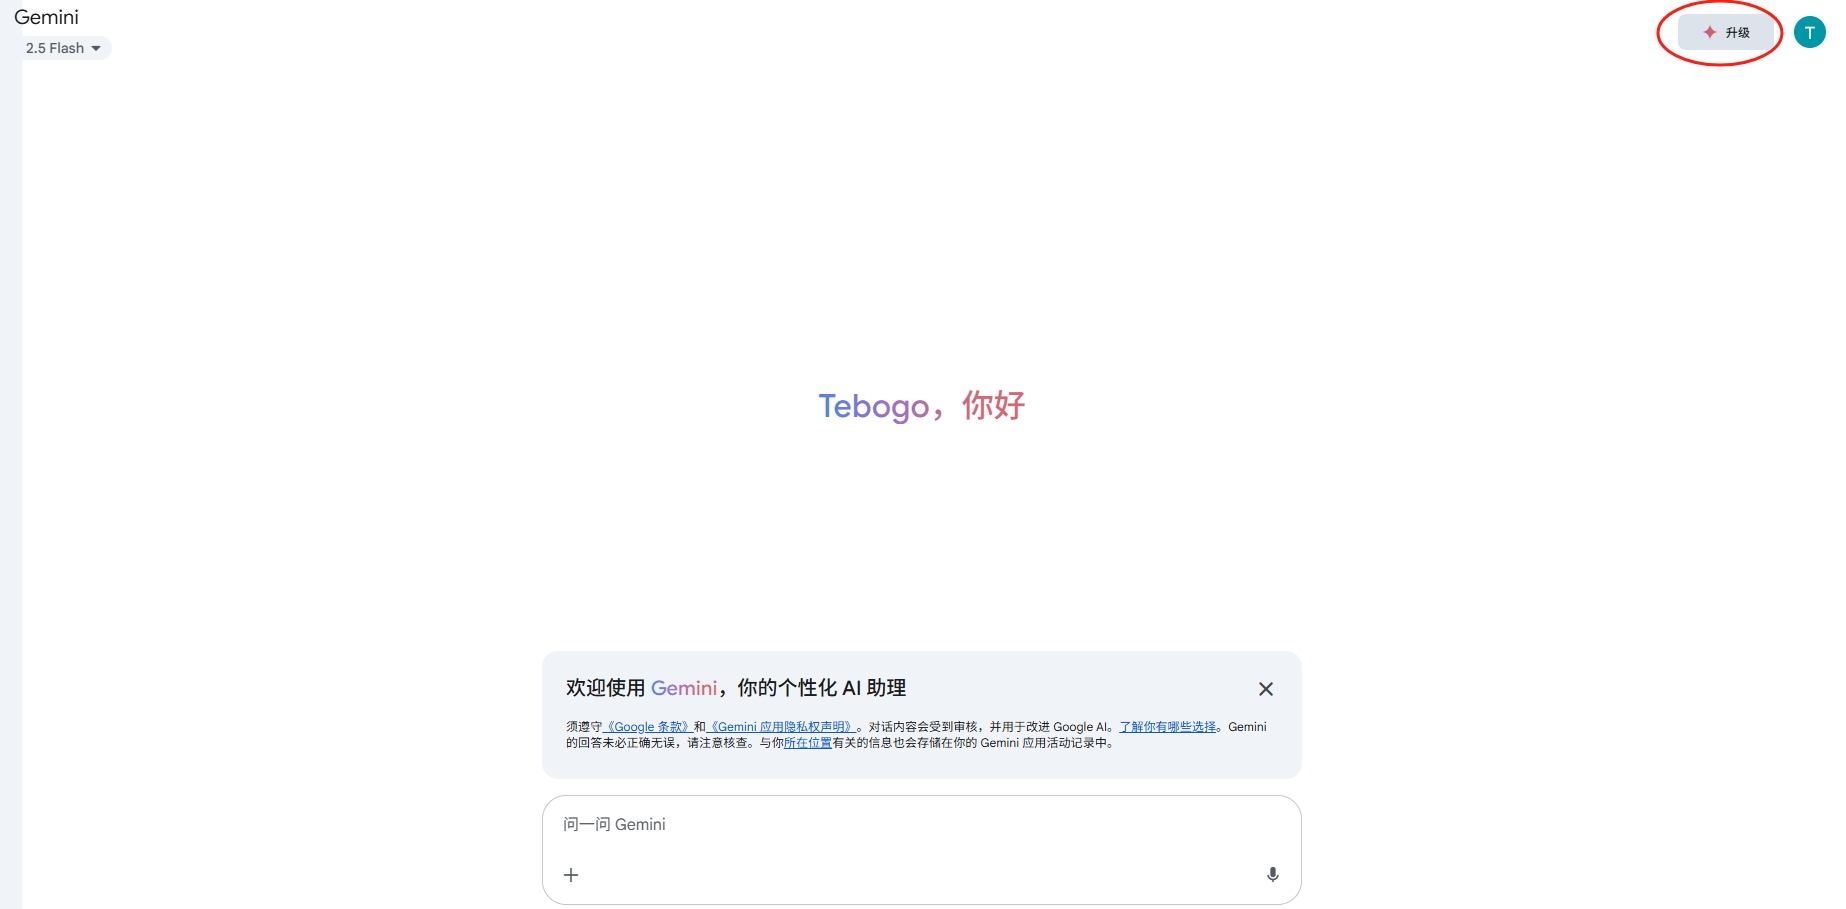 Gemini
2.5 Flash
升级
T
Tebogo，你好
欢迎使用 Gemini，你的个性化 AI 助理
须遵守《Google 条款》和《Gemini 应用隐私权声明》。对话内容会受到审核，并用于改进 Google AI。了解你有哪些选择。Gemini
的回答未必正确无误，请注意核查。与你所在位置有关的信息也会存储在你的 Gemini 应用活动记录中。
问一问 Gemini